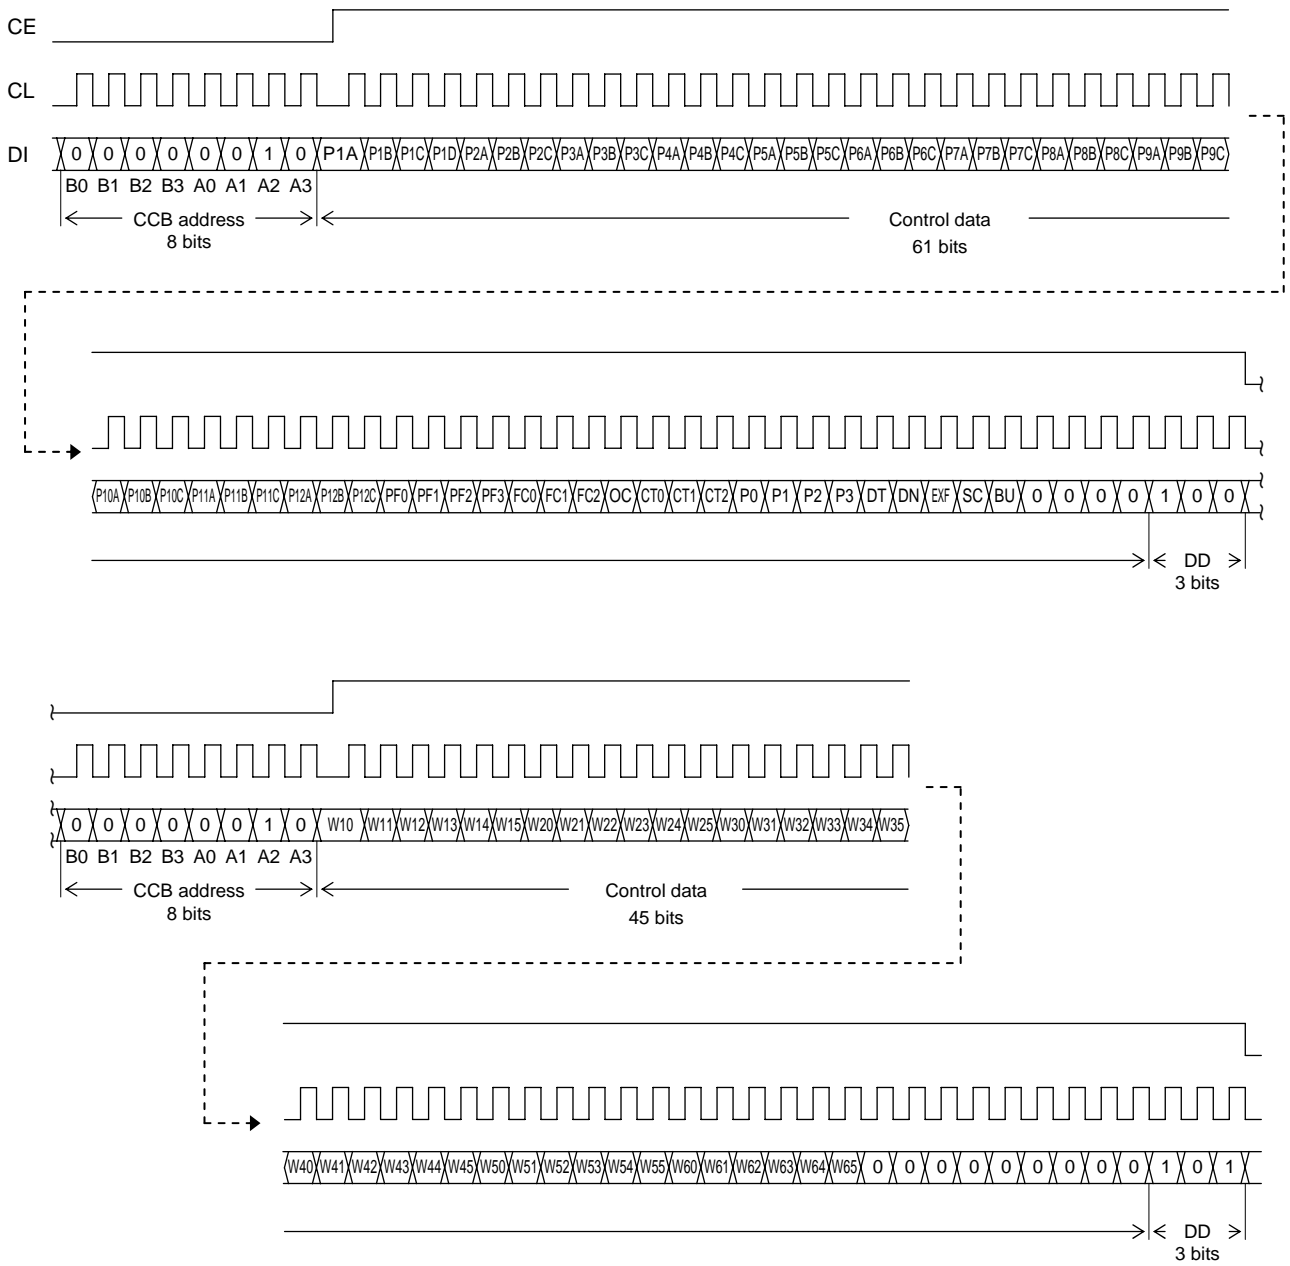 CE
CL
DI 0 0 0 0 0 0 1 0 P1A P1B P1C P1D P2A P2B P2C P3A P3B P3C P4A P4B P4C P5A P5B P5C P6A P6B P6C P7A P7B P7C P8A P8B P8C P9A P9B P9C
B0 B1 B2 B3 A0 A1 A2 A3
CCB address Control data
8 bits 61 bits
P10A P10B P10C P11A P11B P11C P12A P12B P12C PF0 PF1 PF2 PF3 FC0 FC1 FC2 OC CT0 CT1 CT2 P0 P1 P2 P3 DT DN EXF SC BU 0 0 0 0 1 0 0
DD
3 bits
0 0 0 0 0 0 1 0 W10 W11 W12 W13 W14 W15 W20 W21 W22 W23 W24 W25 W30 W31 W32 W33 W34 W35
B0 B1 B2 B3 A0 A1 A2 A3
CCB address Control data
8 bits 45 bits
W40 W41 W42 W43 W44 W45 W50 W51 W52 W53 W54 W55 W60 W61 W62 W63 W64 W65 0 0 0 0 0 0 0 0 0 1 0 1
DD
3 bits